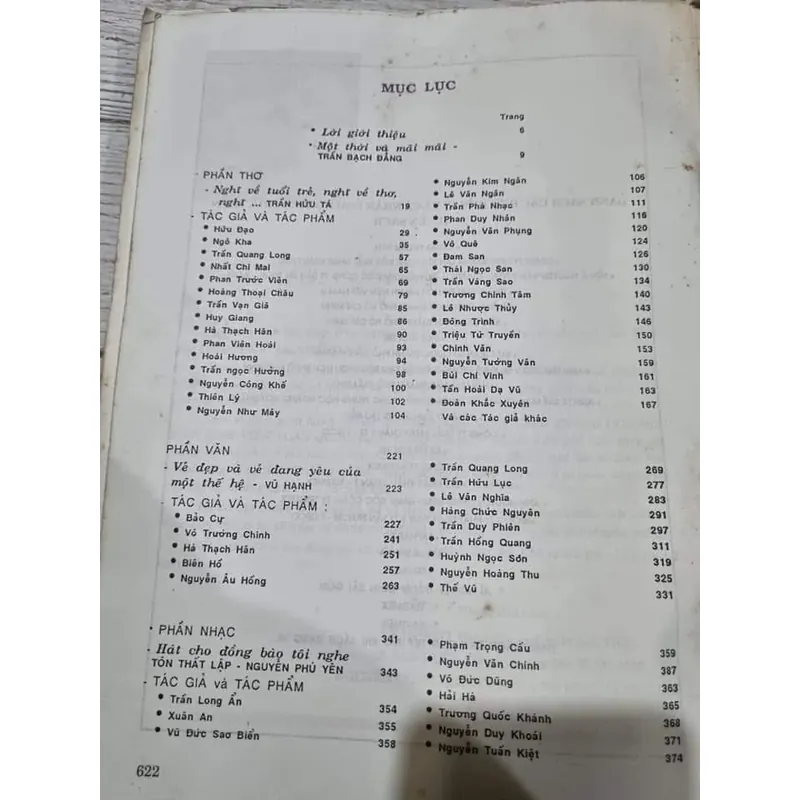 MỤC LỤC
Trang
• Lời giới thiệu 6
• Một thời và mãi mãi -
TRẦN BẠCH ĐẰNG 9
- PHẦN THƠ
- Nghĩ về tuổi trẻ, nghĩ về thơ,
nghĩ ... TRẦN HỮU TÁ 19
- TÁC GIẢ VÀ TÁC PHẨM
• Hữu Đạo 29
• Ngô Kha 35
• Trần Quang Long 57
• Nhất Chi Mai 65
• Phan Trước Viên 69
• Hoàng Thoại Châu 79
• Trần Vạn Giã 85
• Huy Giang 86
• Hà Thạch Hãn 90
• Phan Viên Hoài 93
• Hoài Hương 94
• Trần ngọc Hưởng 98
• Nguyễn Công Khế 100
• Thiên Lý 102
• Nguyễn Như Mây 104
• Nguyễn Kim Ngân 106
• Lê Văn Ngăn 107
• Trần Phá Nhạc 111
• Phan Duy Nhân 116
• Nguyễn Văn Phụng 120
• Võ Quê 124
• Đam San 126
• Thái Ngọc San 130
• Trần Vàng Sao 134
• Trương Chính Tâm 140
• Lê Nhược Thủy 143
• Đông Trình 146
• Triệu Từ Truyền 150
• Chinh Văn 153
• Nguyễn Tường Văn 159
• Bùi Chí Vinh 161
• Tần Hoài Dạ Vũ 163
• Đoàn Khắc Xuyên 167
Và các Tác giả khác
PHẦN VĂN 221
- Vẻ đẹp và vẻ đang yêu của
một thế hệ - VŨ HẠNH 223
- TÁC GIẢ VÀ TÁC PHẨM :
• Bảo Cự 227
• Võ Trường Chinh 241
• Hà Thạch Hãn 251
• Biên Hồ 257
• Nguyễn Âu Hồng 263
• Trần Quang Long 269
• Trần Hữu Lục 277
• Lê Văn Nghĩa 283
• Hàng Chức Nguyên 291
• Trần Duy Phiên 297
• Trần Hồng Quang 311
• Huỳnh Ngọc Sơn 319
• Nguyễn Hoàng Thu 325
• Thế Vũ 331
• PHẦN NHẠC 341
- Hát cho đồng bào tôi nghe
TÔN THẤT LẬP - NGUYỄN PHÚ YÊN 343
- TÁC GIẢ và TÁC PHẨM
• Trần Long Ẩn 354
• Xuân An 355
• Vũ Đức Sao Biển 358
• Phạm Trọng Cầu 359
• Nguyễn Văn Chính 387
• Võ Đức Dũng 363
• Hải Hà 365
• Trương Quốc Khánh 368
• Nguyễn Duy Khoái 371
• Nguyễn Tuấn Kiệt 374
622